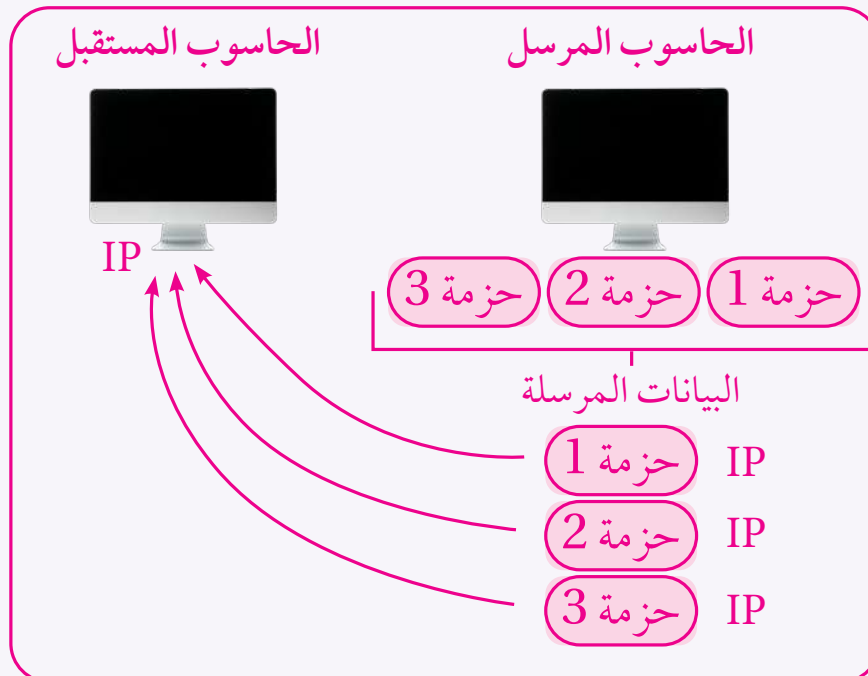 الحاسوب المرسل
الحاسوب المستقبل
IP
حزمة 1 حزمة 2 حزمة 3
البيانات المرسلة
IP حزمة 1
IP حزمة 2
IP حزمة 3